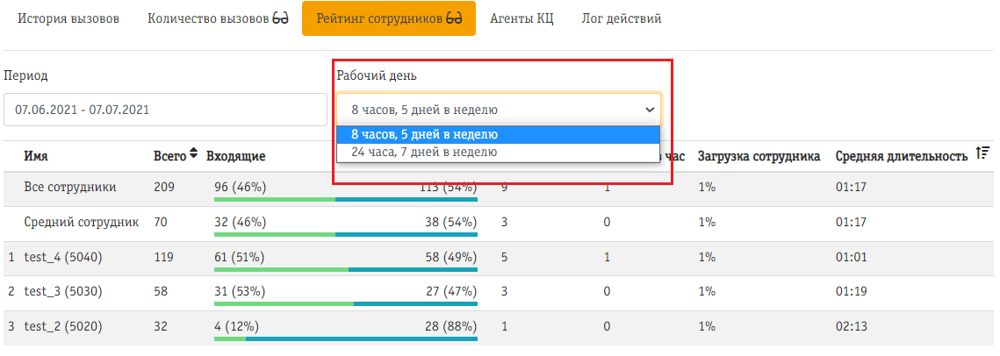 История вызовов Количество вызовов Рейтинг сотрудников Агенты КЦ Лог действий
Период Рабочий день
07.06.2021 - 07.07.2021 8 часов, 5 дней в неделю
8 часов, 5 дней в неделю
24 часа, 7 дней в неделю
Имя Всего Входящие час Загрузка сотрудника Средняя длительность
Все сотрудники 209 96 (46%) 113 (54%) 9 1 1% 01:17
Средний сотрудник 70 32 (46%) 38 (54%) 3 0 1% 01:17
1 test_4 (5040) 119 61 (51%) 58 (49%) 5 1 1% 01:01
2 test_3 (5030) 58 31 (53%) 27 (47%) 3 0 1% 01:19
3 test_2 (5020) 32 4 (12%) 28 (88%) 1 0 1% 02:13